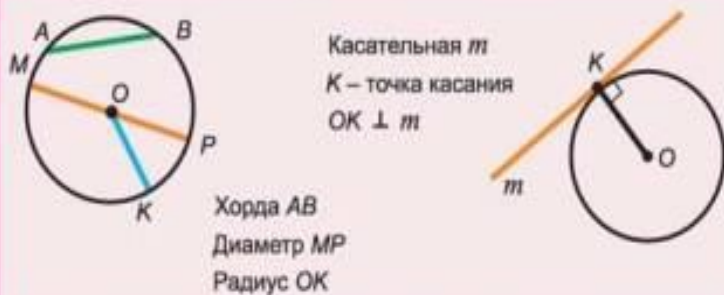 A
B
M
O
P
K
Касательная m
K – точка касания
OK ⊥ m
K
O
m
Хорда AB
Диаметр MP
Радиус OK